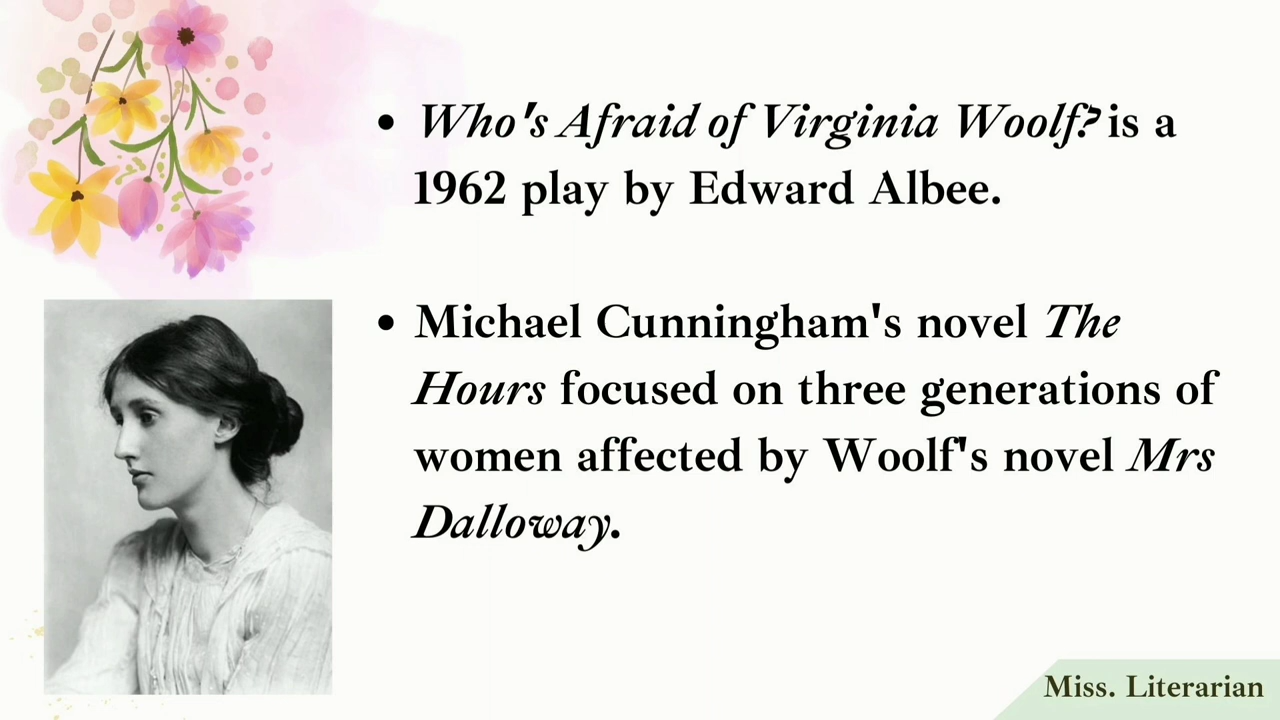 • Who's Afraid of Virginia Woolf? is a
1962 play by Edward Albee.
• Michael Cunningham's novel The
Hours focused on three generations of
women affected by Woolf's novel Mrs
Dalloway.
Miss. Literarian